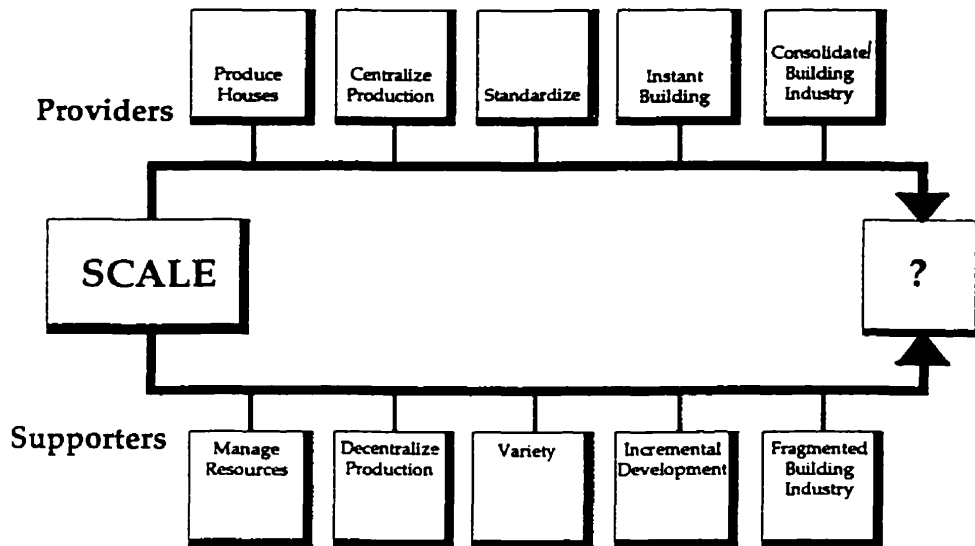 Produce
Houses
Centralize
Production
Standardize
Instant
Building
Consolidate/
Building
Industry
Providers
SCALE
?
Supporters
Manage
Resources
Decentralize
Production
Variety
Incremental
Development
Fragmented
Building
Industry